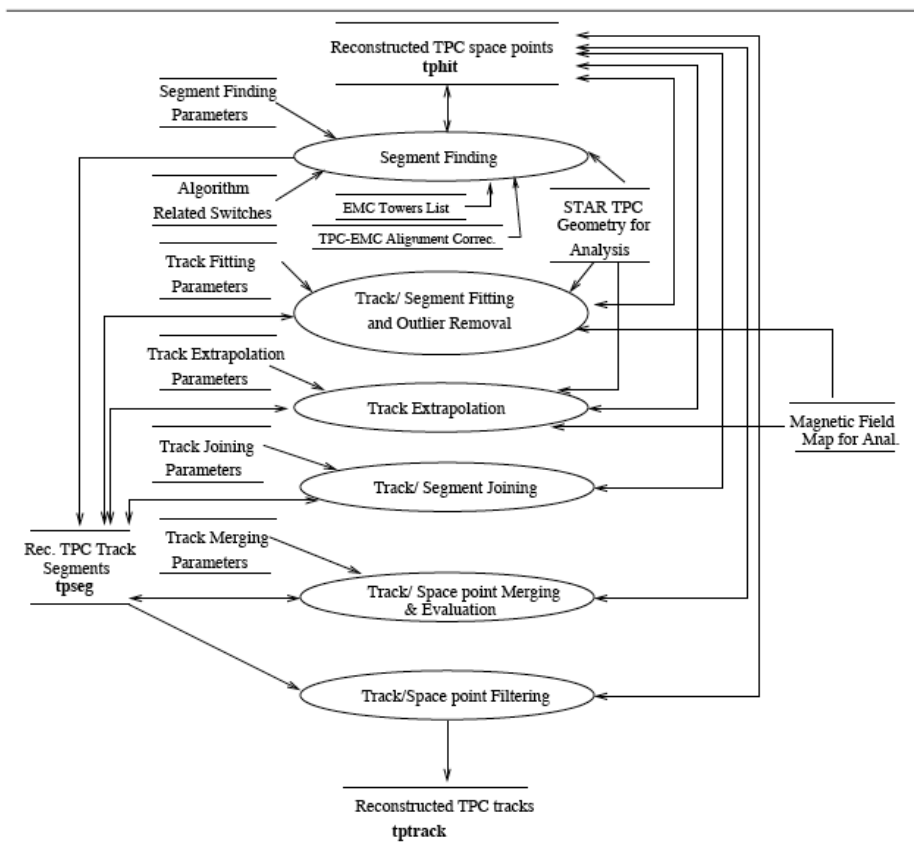 Reconstructed TPC space points
tphit
Segment Finding
Parameters
Segment Finding
Algorithm
Related Switches
EMC Towers List
TPC-EMC Alignment Correc.
STAR TPC
Geometry for
Analysis
Track Fitting
Parameters
Track/ Segment Fitting
and Outlier Removal
Track Extrapolation
Parameters
Track Extrapolation
Magnetic Field
Map for Anal.
Track Joining
Parameters
Track/ Segment Joining
Rec. TPC Track
Segments
tpseg
Track Merging
Parameters
Track/ Space point Merging
& Evaluation
Track/Space point Filtering
Reconstructed TPC tracks
tptrack